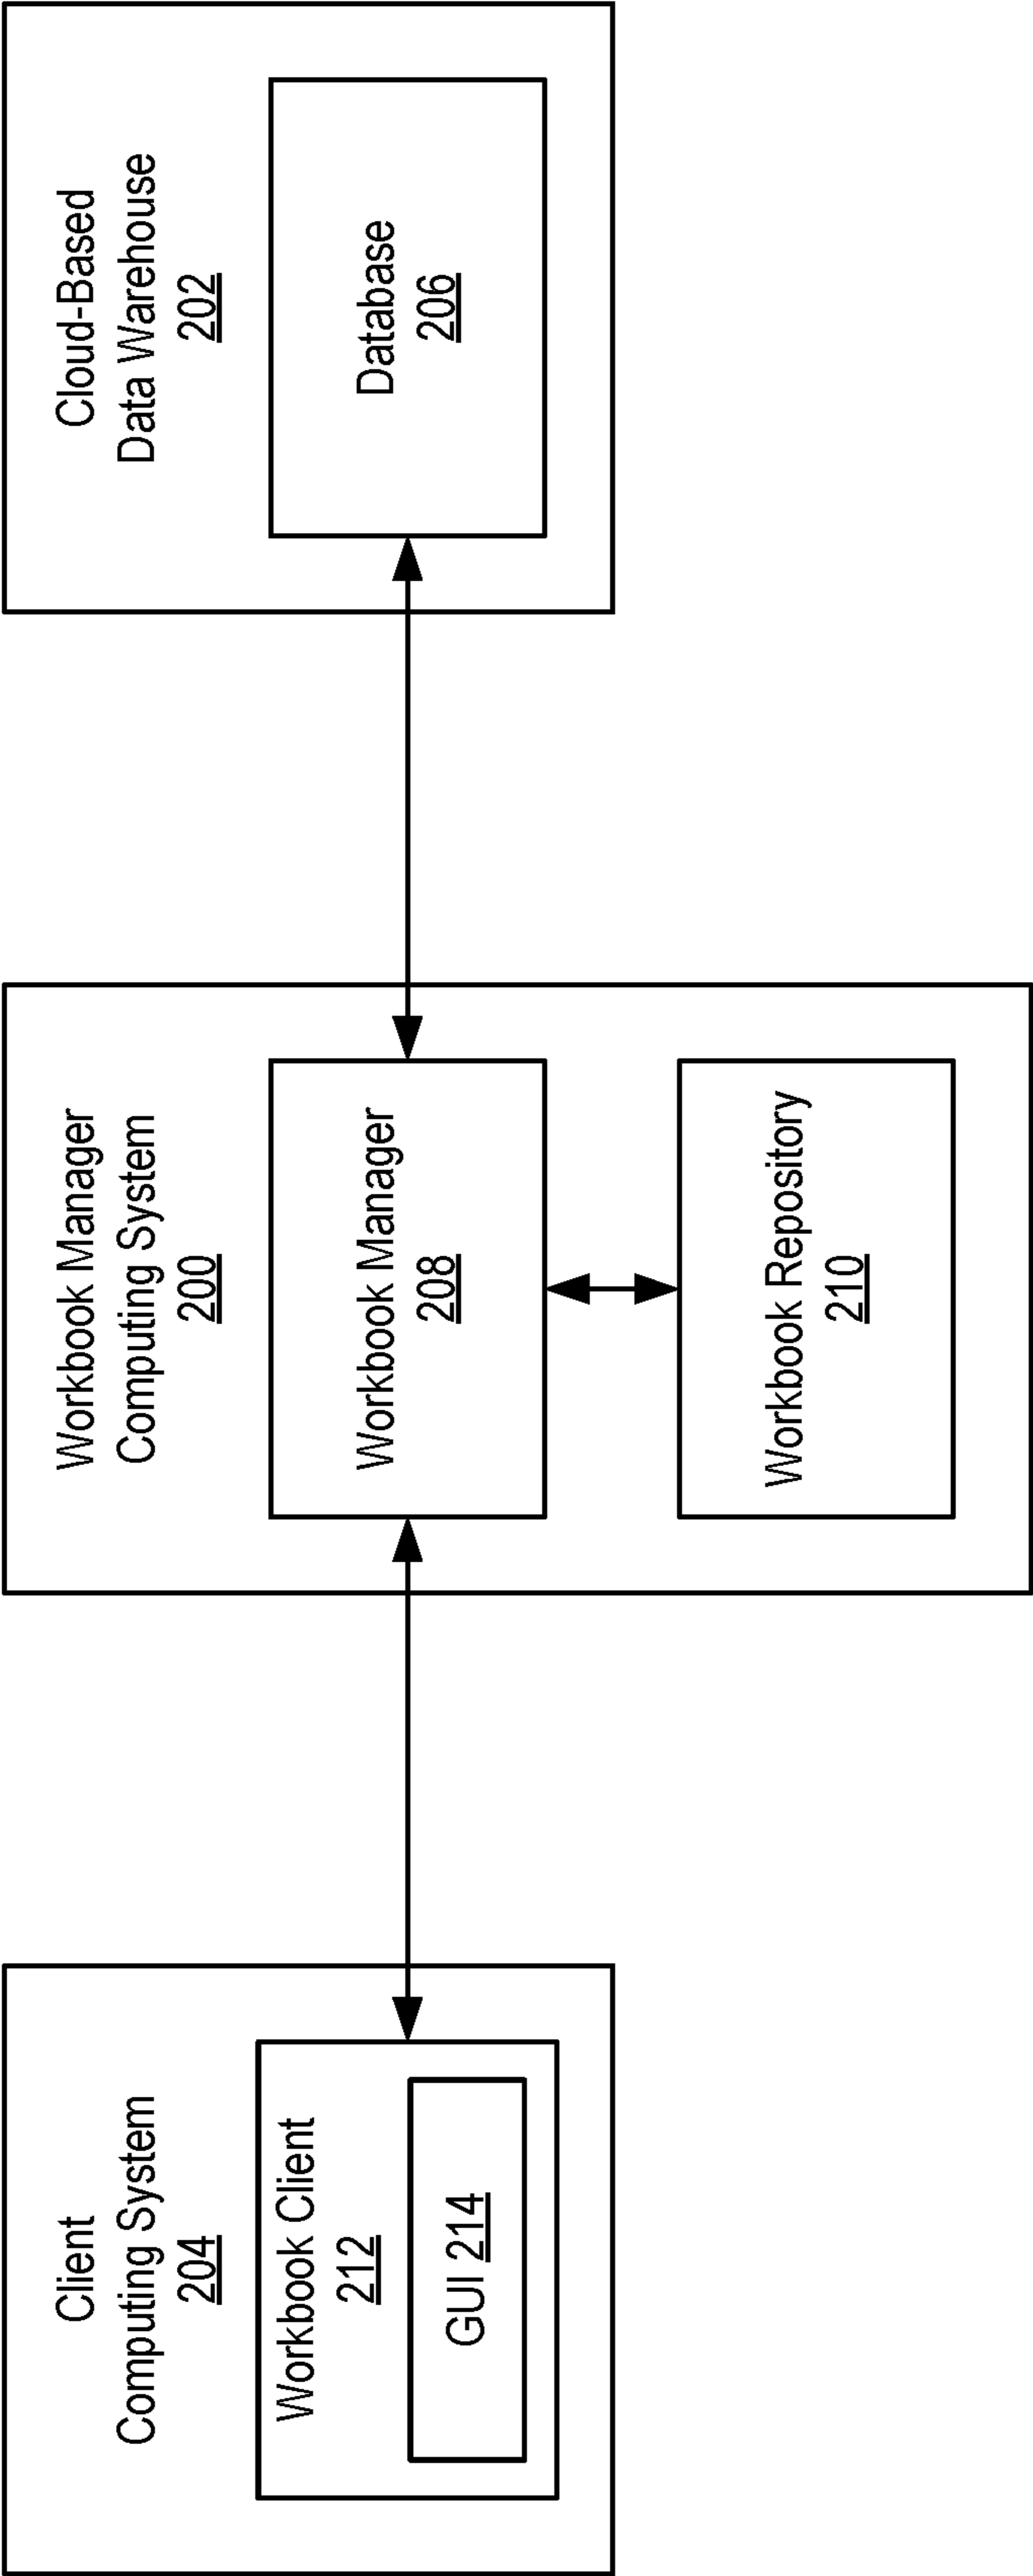 Client
Computing System
204
Workbook Client
212
GUI 214
Workbook Manager
Computing System
200
Workbook Manager
208
Workbook Repository
210
Cloud-Based
Data Warehouse
202
Database
206